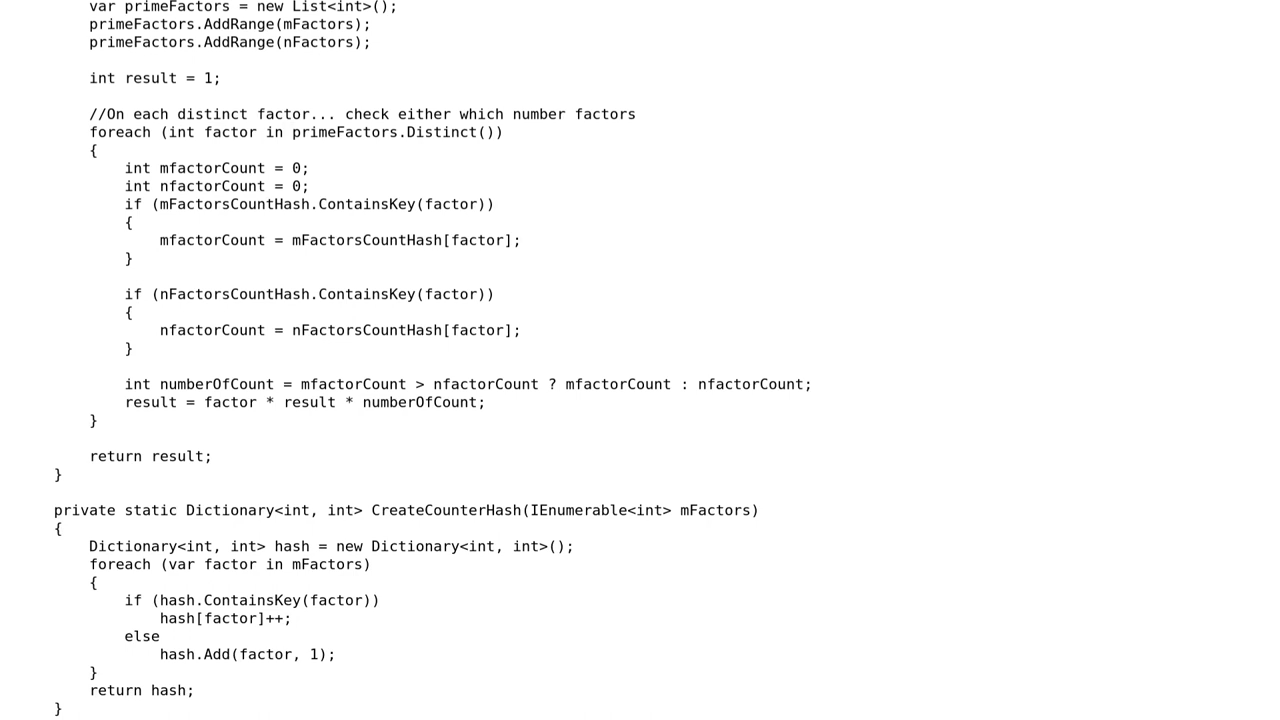 var primeFactors = new List<int>();
primeFactors.AddRange(mFactors);
primeFactors.AddRange(nFactors);
int result = 1;
//On each distinct factor... check either which number factors
foreach (int factor in primeFactors.Distinct())
{
int mfactorCount = 0;
int nfactorCount = 0;
if (mFactorsCountHash.ContainsKey(factor))
{
mfactorCount = mFactorsCountHash[factor];
}
if (nFactorsCountHash.ContainsKey(factor))
{
nfactorCount = nFactorsCountHash[factor];
}
int numberOfCount = mfactorCount > nfactorCount ? mfactorCount : nfactorCount;
result = factor * result * numberOfCount;
}
return result;
}
private static Dictionary<int, int> CreateCounterHash(IEnumerable<int> mFactors)
{
Dictionary<int, int> hash = new Dictionary<int, int>();
foreach (var factor in mFactors)
{
if (hash.ContainsKey(factor))
hash[factor]++;
else
hash.Add(factor, 1);
}
return hash;
}